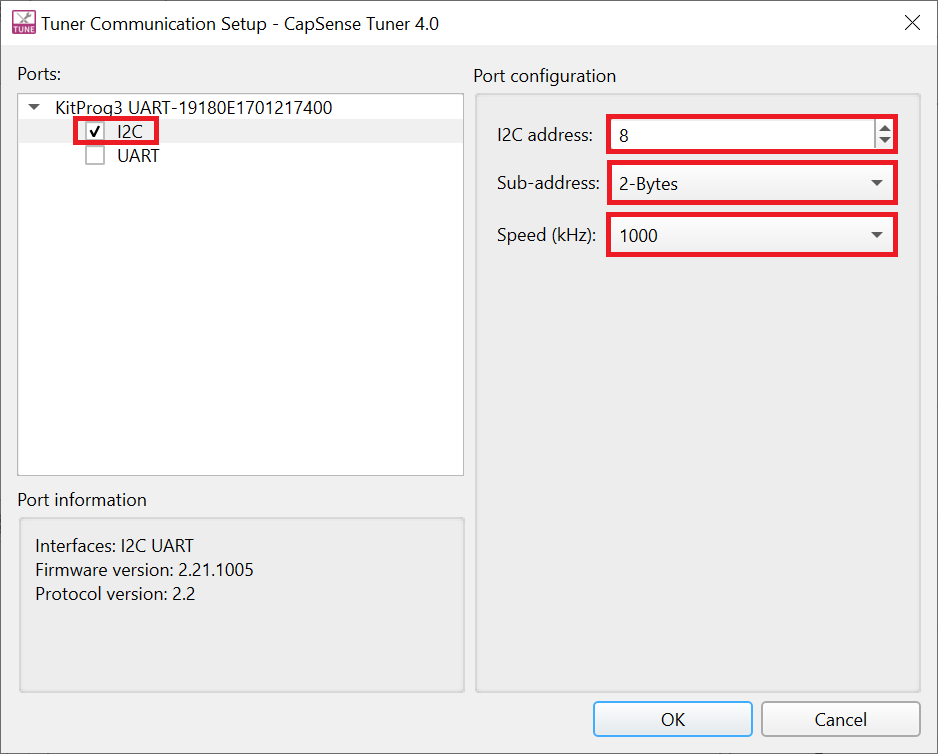 TUNE Tuner Communication Setup - CapSense Tuner 4.0
Ports:
KitProg3 UART-19180E1701217400
I2C
UART
Port configuration
I2C address: 8
Sub-address: 2-Bytes
Speed (kHz): 1000
Port information
Interfaces: I2C UART
Firmware version: 2.21.1005
Protocol version: 2.2
OK Cancel